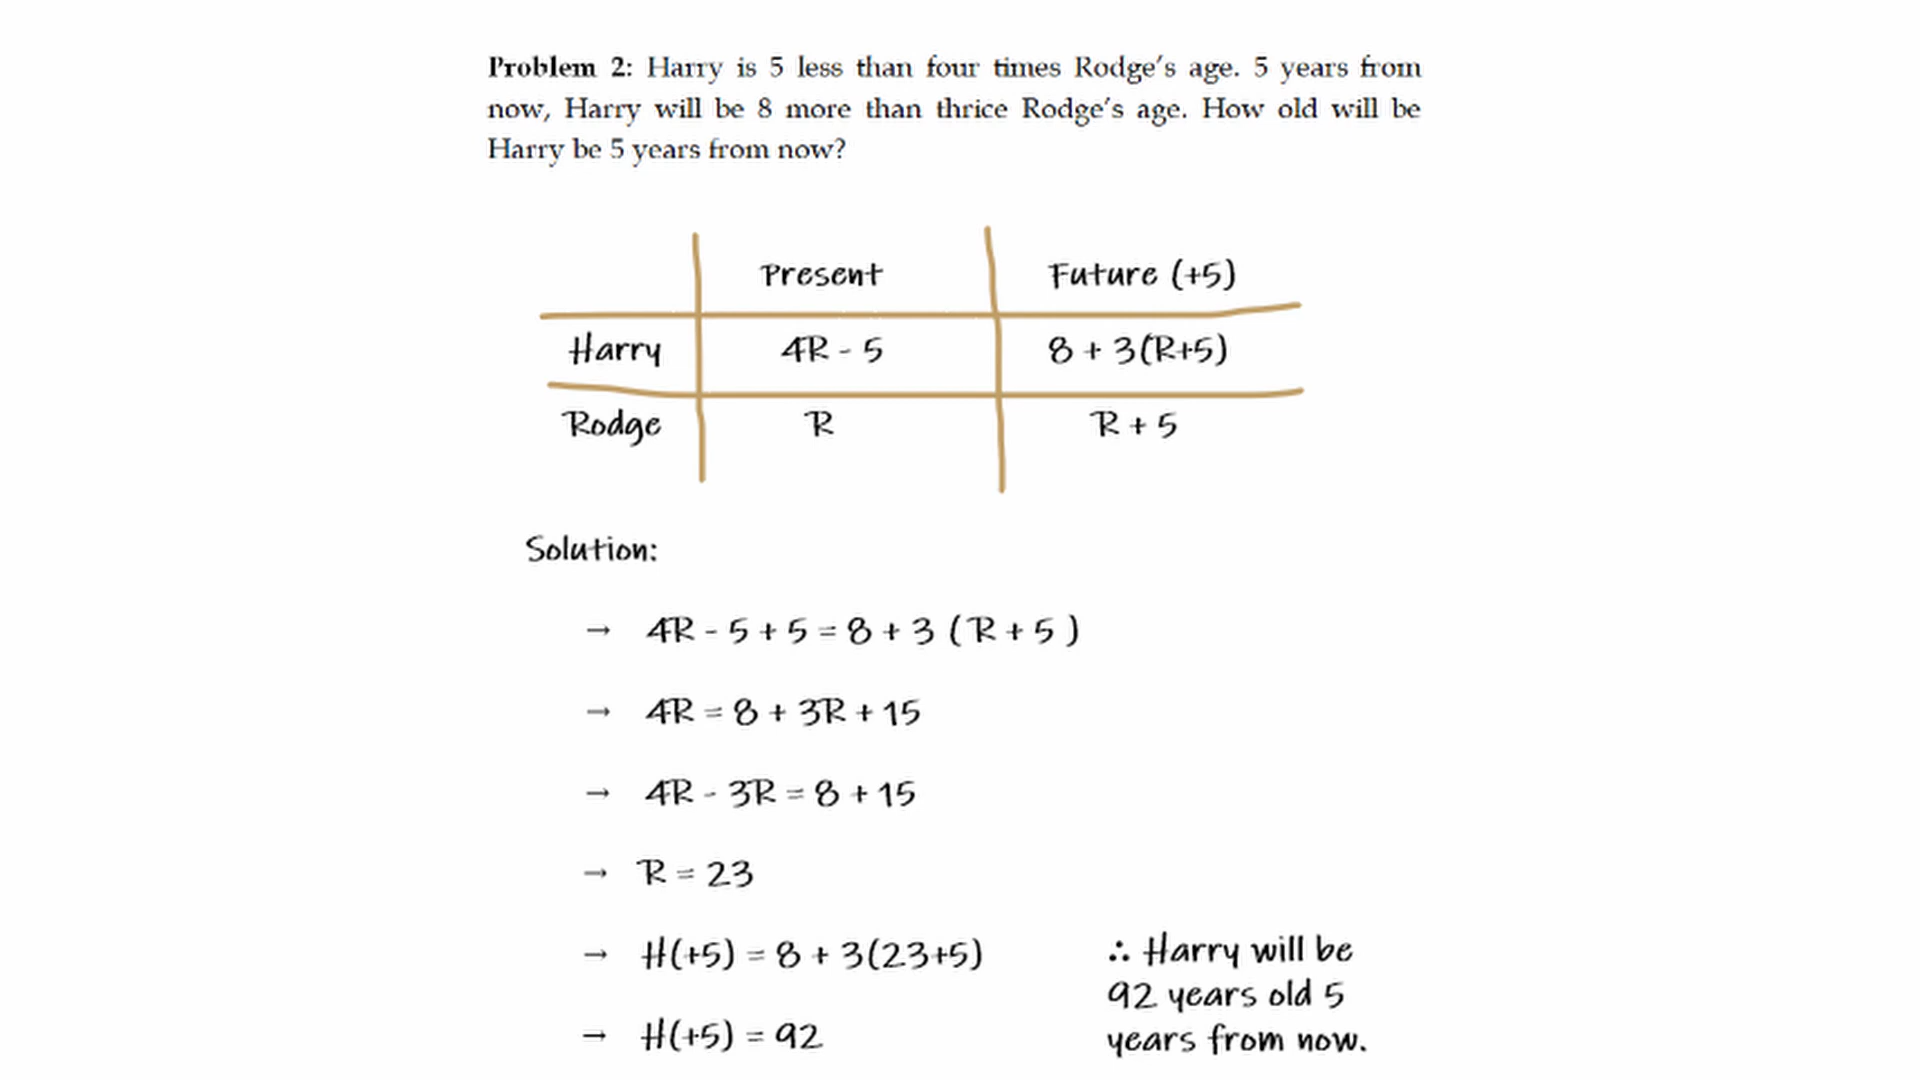 Problem 2: Harry is 5 less than four times Rodge's age. 5 years from
now, Harry will be 8 more than thrice Rodge's age. How old will be
Harry be 5 years from now?
Present Future (+5)
Harry 4R - 5 8 + 3(R+5)
Rodge R R + 5
Solution:
→ 4R - 5 + 5 = 8 + 3 ( R + 5 )
→ 4R = 8 + 3R + 15
→ 4R - 3R = 8 + 15
→ R = 23
→ H(+5) = 8 + 3(23+5)
→ H(+5) = 92
∴ Harry will be
92 years old 5
years from now.